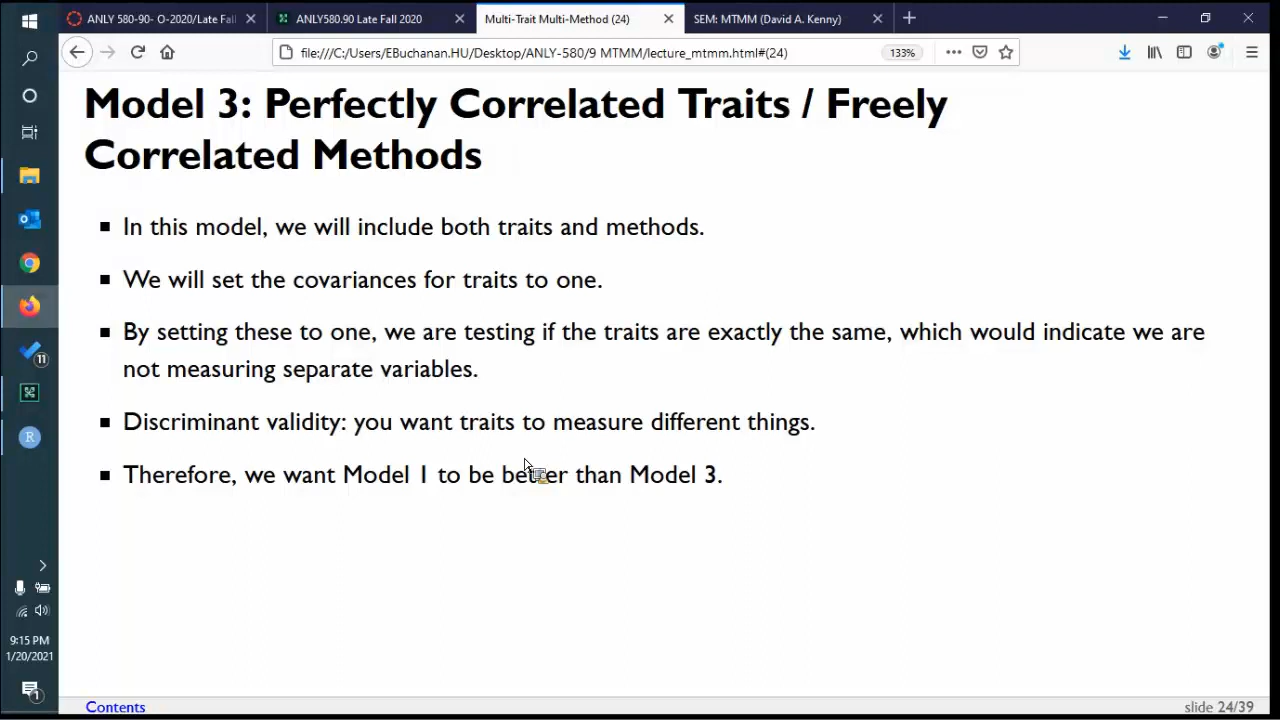 ANLY 580-90- O-2020/Late Fall
ANLY580.90 Late Fall 2020
Multi-Trait Multi-Method (24)
SEM: MTMM (David A. Kenny)
file:///C:/Users/EBuchanan.HU/Desktop/ANLY-580/9 MTMM/lecture_mtmm.html#(24)
133%
Model 3: Perfectly Correlated Traits / Freely
Correlated Methods
In this model, we will include both traits and methods.
We will set the covariances for traits to one.
By setting these to one, we are testing if the traits are exactly the same, which would indicate we are
not measuring separate variables.
Discriminant validity: you want traits to measure different things.
Therefore, we want Model 1 to be better than Model 3.
11
R
9:15 PM
1/20/2021
1
Contents
slide 24/39